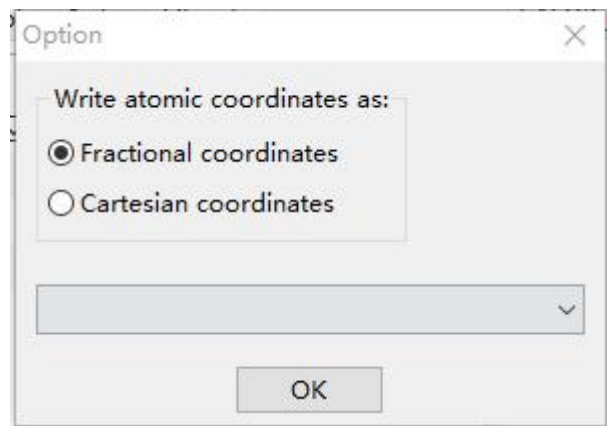 Option
Write atomic coordinates as:
Fractional coordinates
Cartesian coordinates
OK